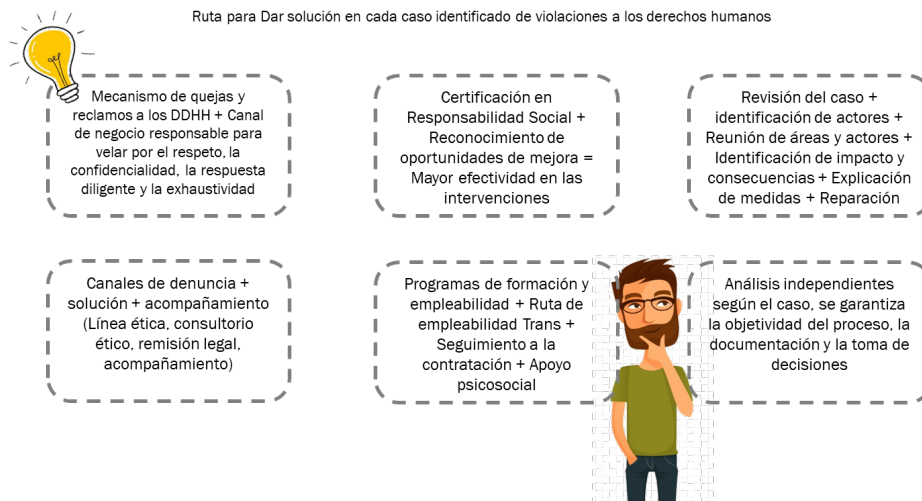 Ruta para Dar solución en cada caso identificado de violaciones a los derechos humanos
Mecanismo de quejas y
reclamos a los DDHH + Canal
de negocio responsable para
velar por el respeto, la
confidencialidad, la respuesta
diligente y la exhaustividad
Certificación en
Responsabilidad Social +
Reconocimiento de
oportunidades de mejora =
Mayor efectividad en las
intervenciones
Revisión del caso +
identificación de actores +
Reunión de áreas y actores +
Identificación de impacto y
consecuencias + Explicación
de medidas + Reparación
Canales de denuncia +
solución + acompañamiento
(Línea ética, consultorio
ético, remisión legal,
acompañamiento)
Programas de formación y
empleabilidad + Ruta de
empleabilidad Trans +
Seguimiento a la
contratación + Apoyo
psicosocial
Análisis independientes
según el caso, se garantiza
la objetividad del proceso, la
documentación y la toma de
decisiones